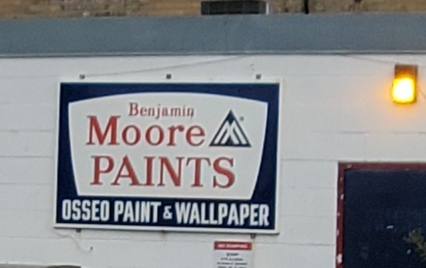 Benjamin
Moore
PAINTS
OSSEO PAINT & WALLPAPER